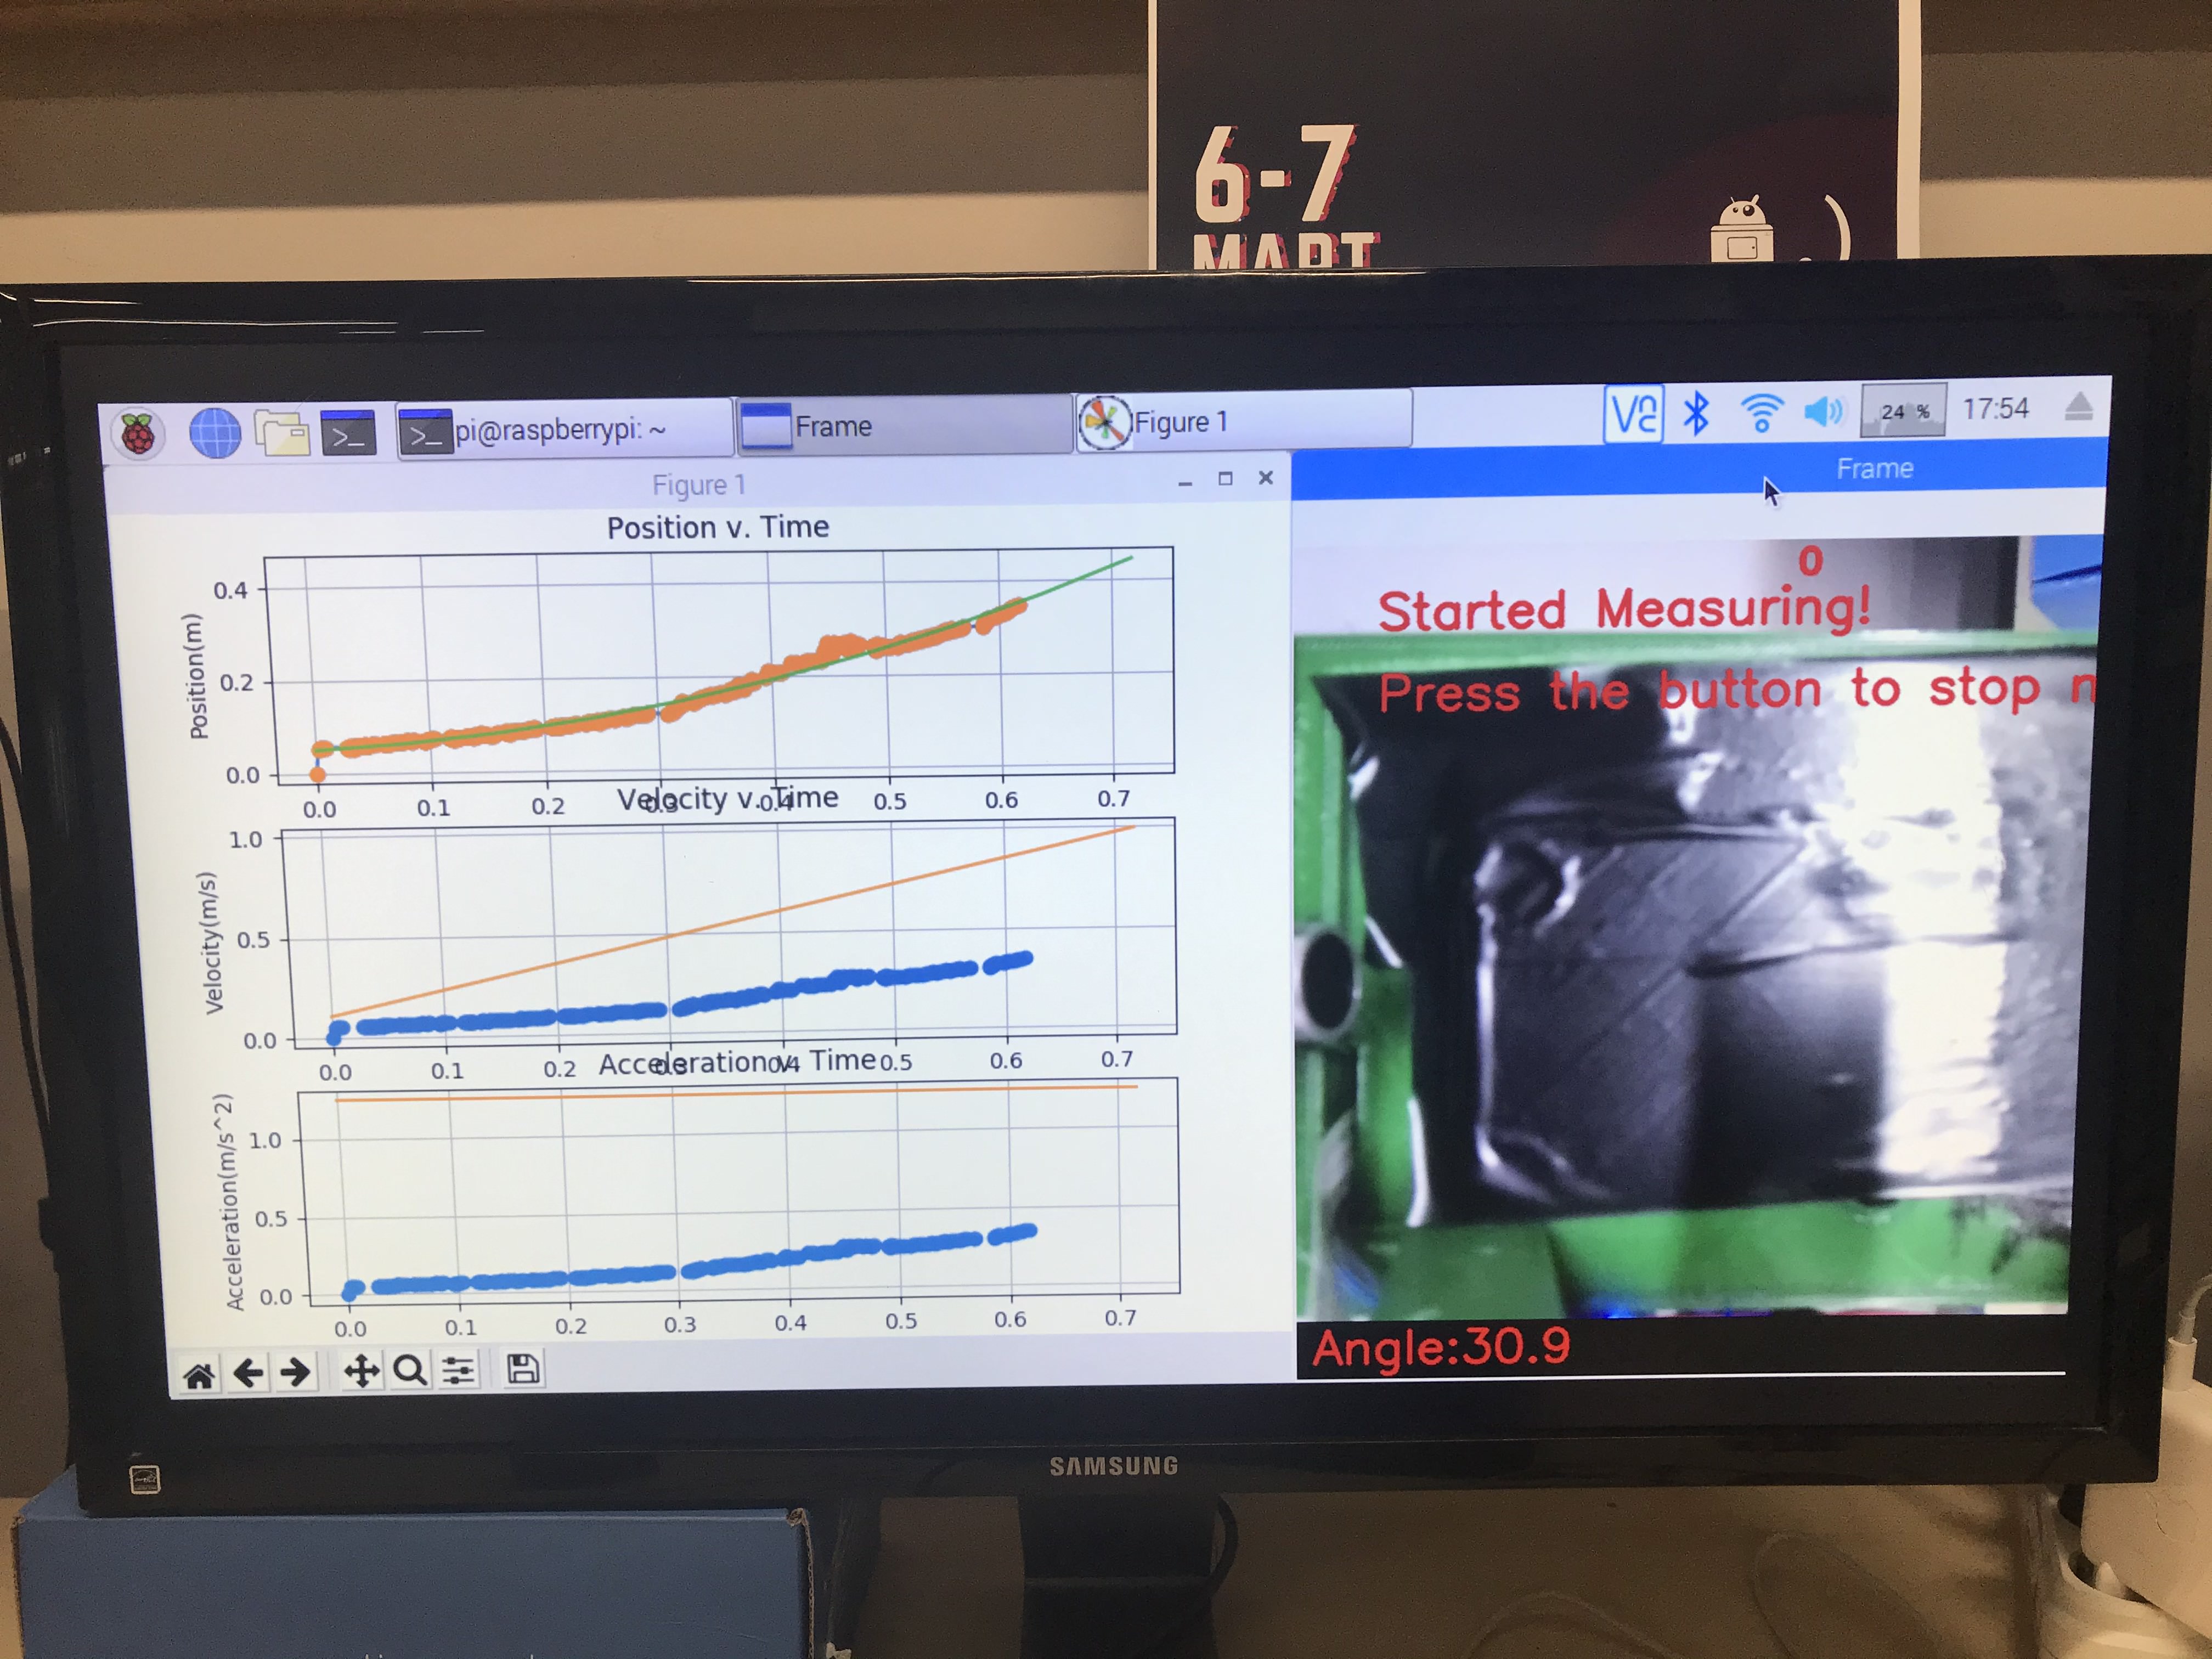 6-7
МАРТ
pi@raspberrypi: ~
Frame
Figure 1
V2
24 %
17:54
Figure 1
Frame
Position v. Time
Position(m)
0.4
0.2
0.0
0.0 0.1 0.2 0.3 0.4 0.5 0.6 0.7
Velocity v. Time
Velocity(m/s)
1.0
0.5
0.0
0.0 0.1 0.2 0.3 0.4 0.5 0.6 0.7
Acceleration v. Time
Acceleration(m/s^2)
1.0
0.5
0.0
0.0 0.1 0.2 0.3 0.4 0.5 0.6 0.7
0
Started Measuring!
Press the button to stop
Angle:30.9
SAMSUNG